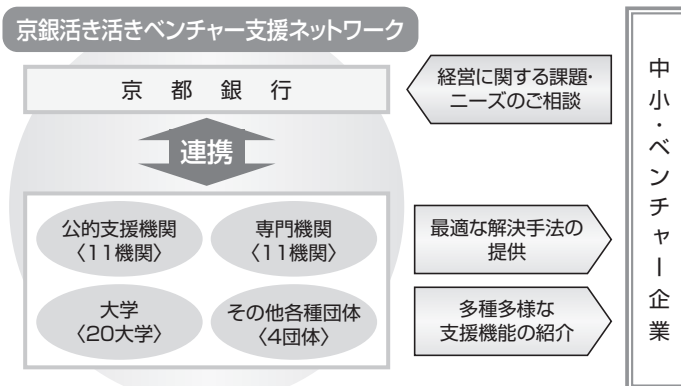 京銀活き活きベンチャー支援ネットワーク
京都銀行
連携
公的支援機関
〈11機関〉
専門機関
〈11機関〉
大学
〈20大学〉
その他各種団体
〈4団体〉
経営に関する課題・
ニーズのご相談
最適な解決手法の
提供
多種多様な
支援機能の紹介
中小・ベンチャー企業